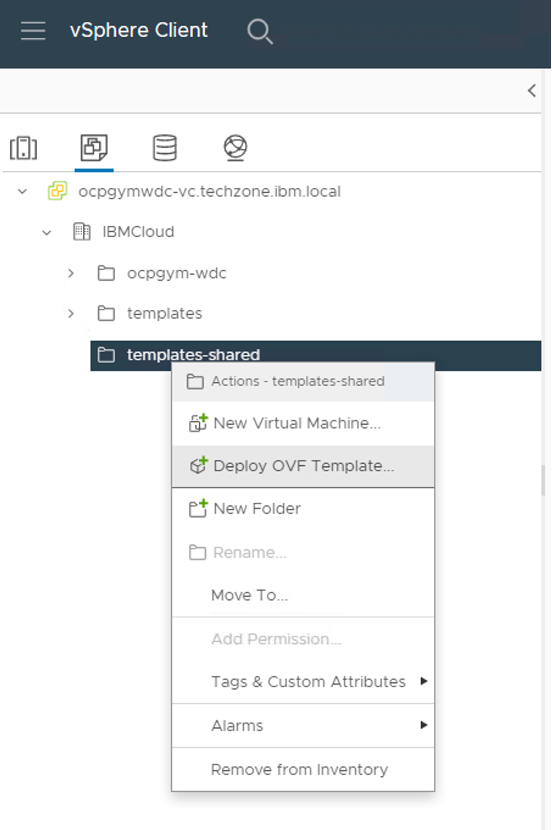 vSphere Client
ocpgymwdc-vc.techzone.ibm.local
IBMCloud
ocpgym-wdc
templates
templates-shared
Actions - templates-shared
New Virtual Machine...
Deploy OVF Template...
New Folder
Rename...
Move To...
Add Permission...
Tags & Custom Attributes
Alarms
Remove from Inventory